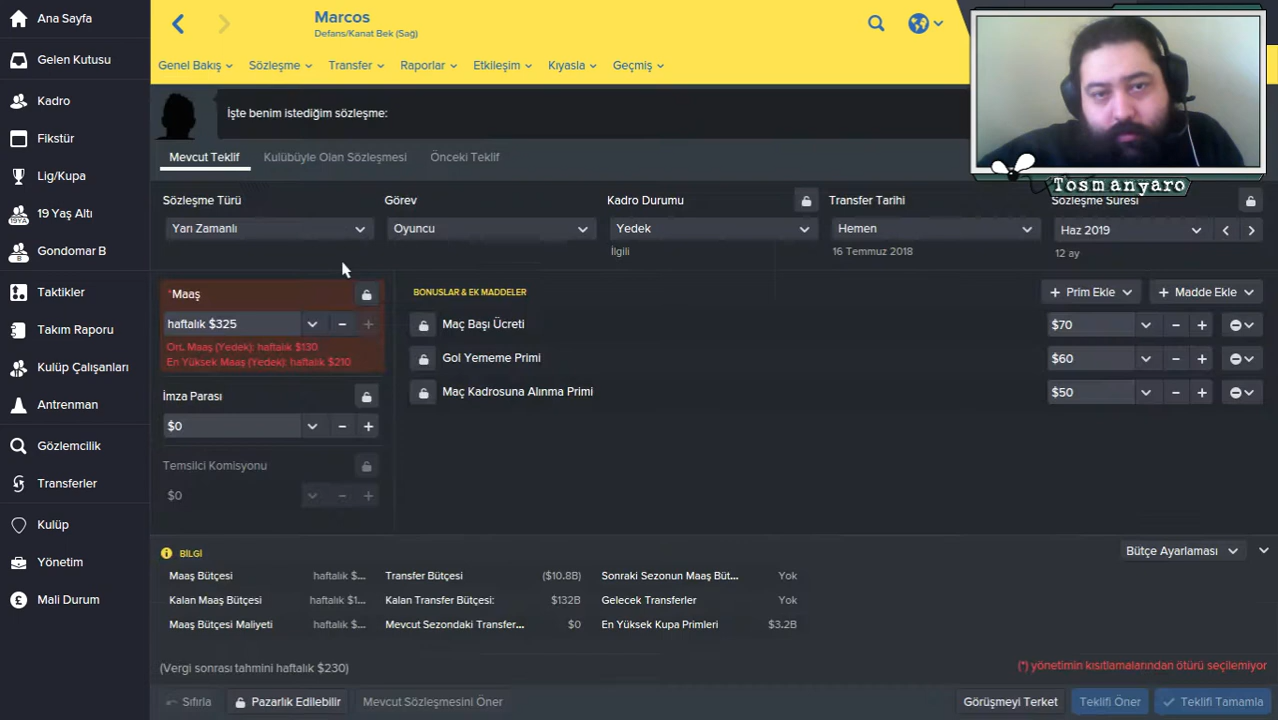 Ana Sayfa
Gelen Kutusu
Kadro
Fikstür
Lig/Kupa
19 Yaş Altı
Gondomar B
Taktikler
Takım Raporu
Kulüp Çalışanları
Antrenman
Gözlemcilik
Transferler
Kulüp
Yönetim
Mali Durum
Marcos
Defans/Kanat Bek (Sağ)
Genel Bakış
Sözleşme
Transfer
Raporlar
Etkileşim
Kıyasla
Geçmiş
İşte benim istediğim sözleşme:
Tosmanyaro
Mevcut Teklif
Kulübüyle Olan Sözleşmesi
Önceki Teklif
Sözleşme Türü
Yarı Zamanlı
Görev
Oyuncu
Kadro Durumu
Yedek
İlgili
Transfer Tarihi
Hemen
16 Temmuz 2018
Sözleşme Süresi
Haz 2019
12 ay
*Maaş
haftalık $325
Ort. Maaş (Yedek): haftalık $130
En Yüksek Maaş (Yedek): haftalık $210
İmza Parası
$0
Temsilci Komisyonu
$0
BONUSLAR & EK MADDELER
Prim Ekle
Madde Ekle
Maç Başı Ücreti
$70
Gol Yememe Primi
$60
Maç Kadrosuna Alınma Primi
$50
BİLGİ
Bütçe Ayarlaması
Maaş Bütçesi haftalık $...
Transfer Bütçesi ($10.8B)
Sonraki Sezonun Maaş Büt... Yok
Kalan Maaş Bütçesi haftalık $1...
Kalan Transfer Bütçesi: $132B
Gelecek Transferler Yok
Maaş Bütçesi Maliyeti haftalık $...
Mevcut Sezondaki Transfer... $0
En Yüksek Kupa Primleri $3.2B
(Vergi sonrası tahmini haftalık $230)
(*) yönetimin kısıtlamalarından ötürü seçilemiyor
Sıfırla
Pazarlık Edilebilir
Mevcut Sözleşmesini Öner
Görüşmeyi Terket
Teklifi Öner
Teklifi Tamamla